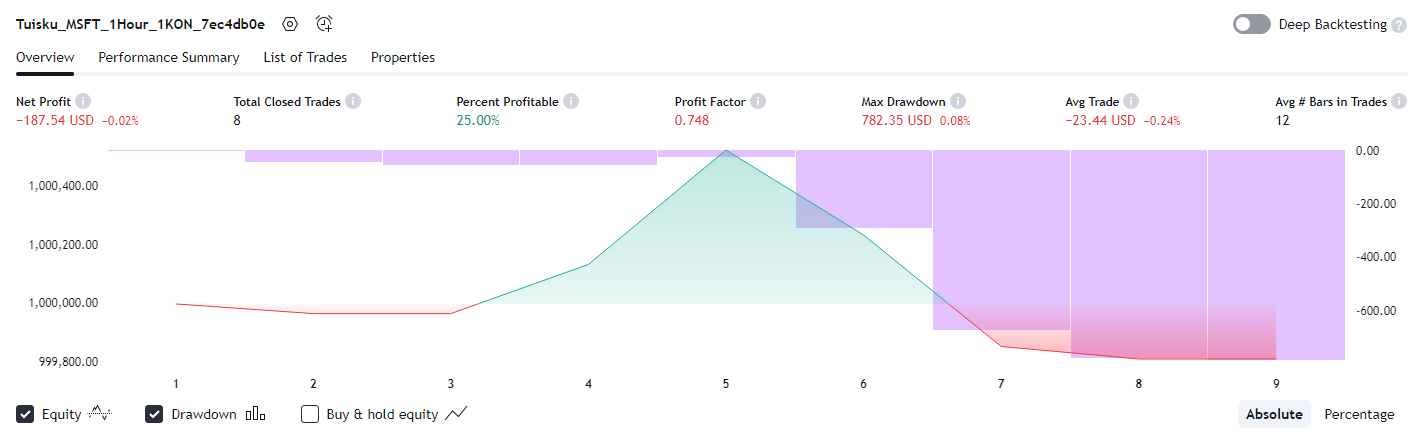 Tuisku_MSFT_1Hour_1KON_7ec4db0e
Deep Backtesting ?
Overview Performance Summary List of Trades Properties
Net Profit Total Closed Trades Percent Profitable Profit Factor Max Drawdown Avg Trade Avg # Bars in Trades
−187.54 USD −0.02% 8 25.00% 0.748 782.35 USD 0.08% −23.44 USD −0.24% 12
0.00
1,000,400.00
-200.00
1,000,200.00
-400.00
1,000,000.00
-600.00
999,800.00
1 2 3 4 5 6 7 8 9
Equity Drawdown Buy & hold equity Absolute Percentage